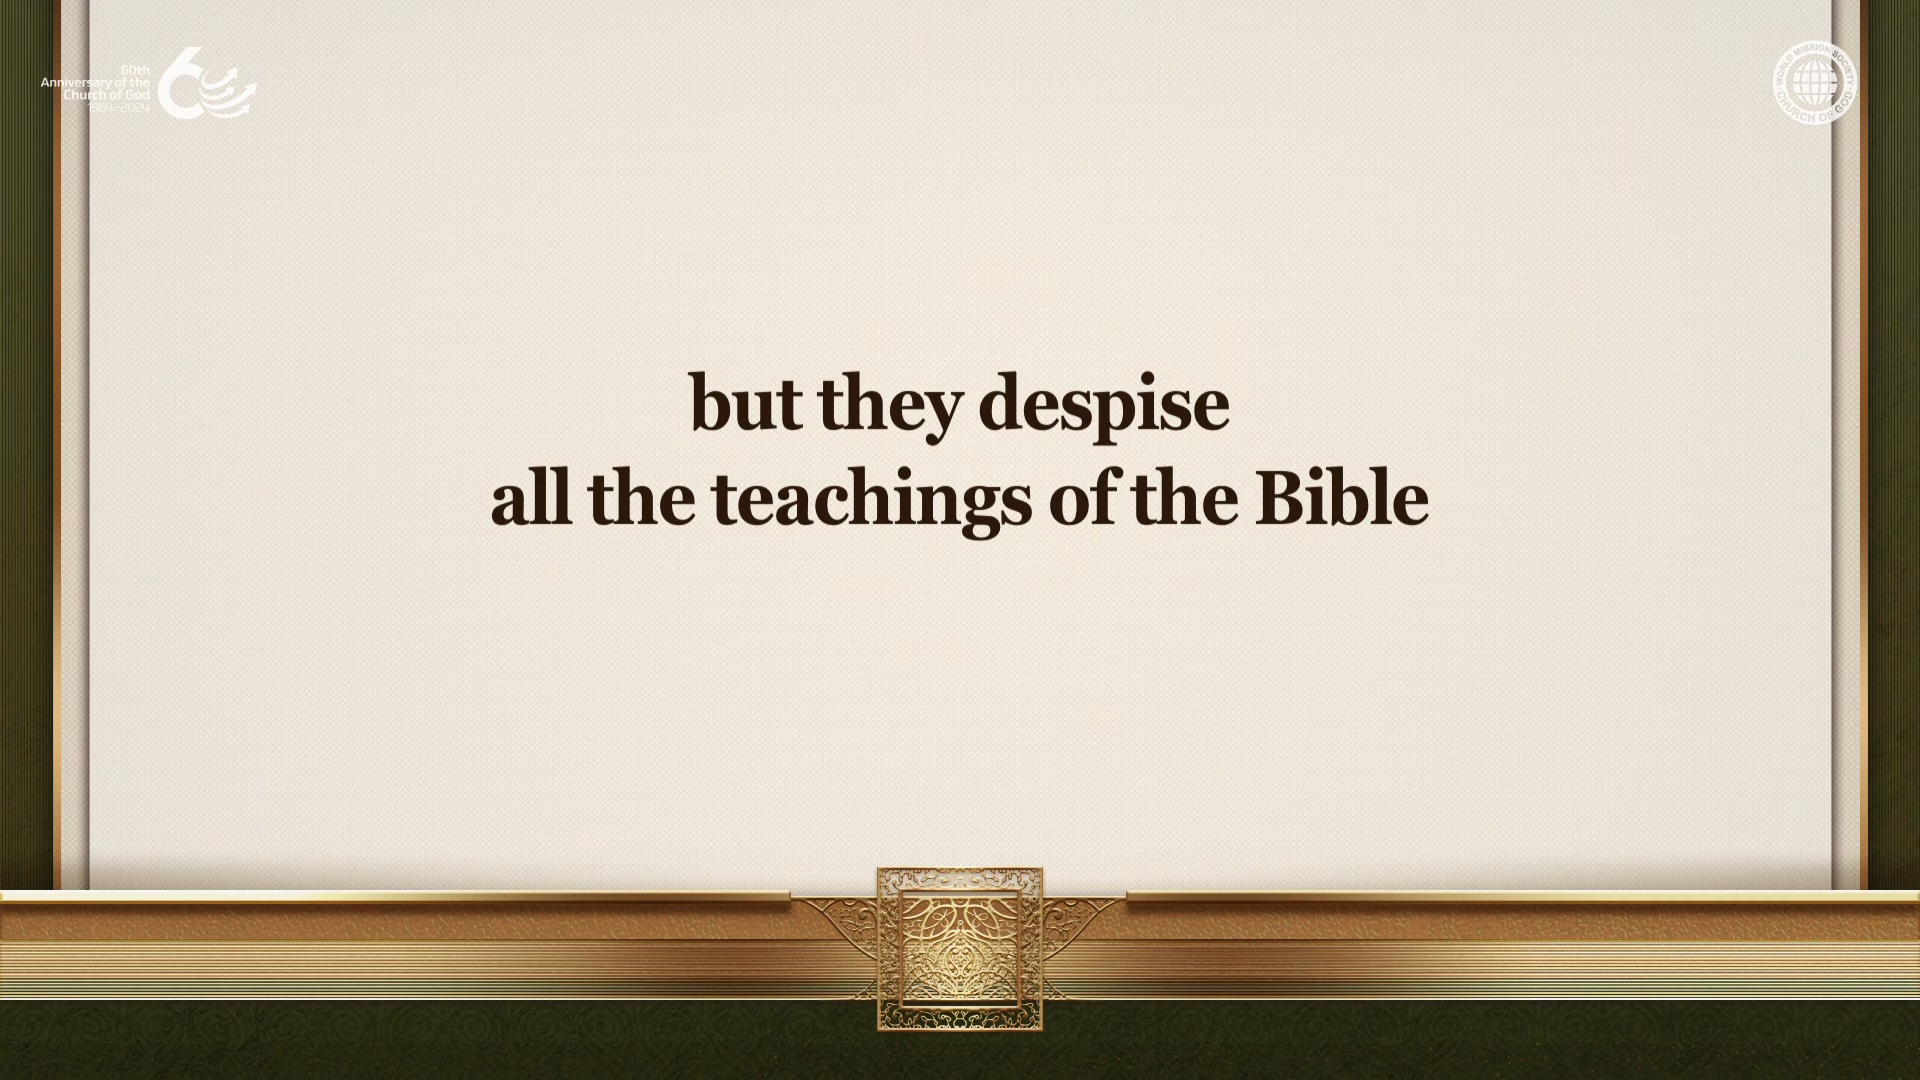 60th
Anniversary of the
Church of God
1964-2024
WORLD MISSION SOCIETY
CHURCH OF GOD
but they despise
all the teachings of the Bible